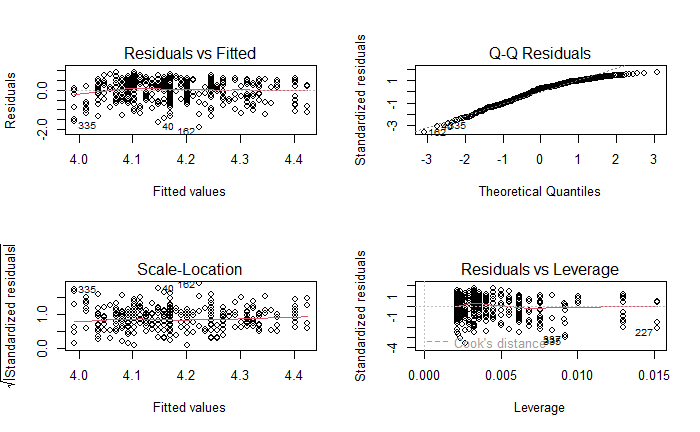 Residuals vs Fitted
Residuals
0.0
-2.0
335
40
162
4.0 4.1 4.2 4.3 4.4
Fitted values
Q-Q Residuals
Standardized residuals
1
-1
-3
162
335
-3 -2 -1 0 1 2 3
Theoretical Quantiles
Scale-Location
√|Standardized residuals|
1.0
0.0
335
40
162
4.0 4.1 4.2 4.3 4.4
Fitted values
Residuals vs Leverage
Standardized residuals
1
-1
-4
Cook's distance
335
227
0.000 0.005 0.010 0.015
Leverage